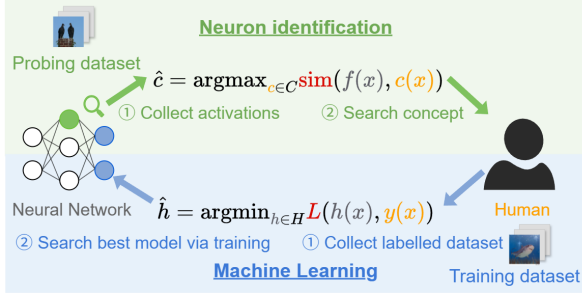 Neuron identification
Probing dataset
ĉ = argmax_{c∈C} sim(f(x), c(x))
① Collect activations ② Search concept
Neural Network
ĥ = argmin_{h∈H} L(h(x), y(x))
Human
② Search best model via training ① Collect labelled dataset
Machine Learning
Training dataset